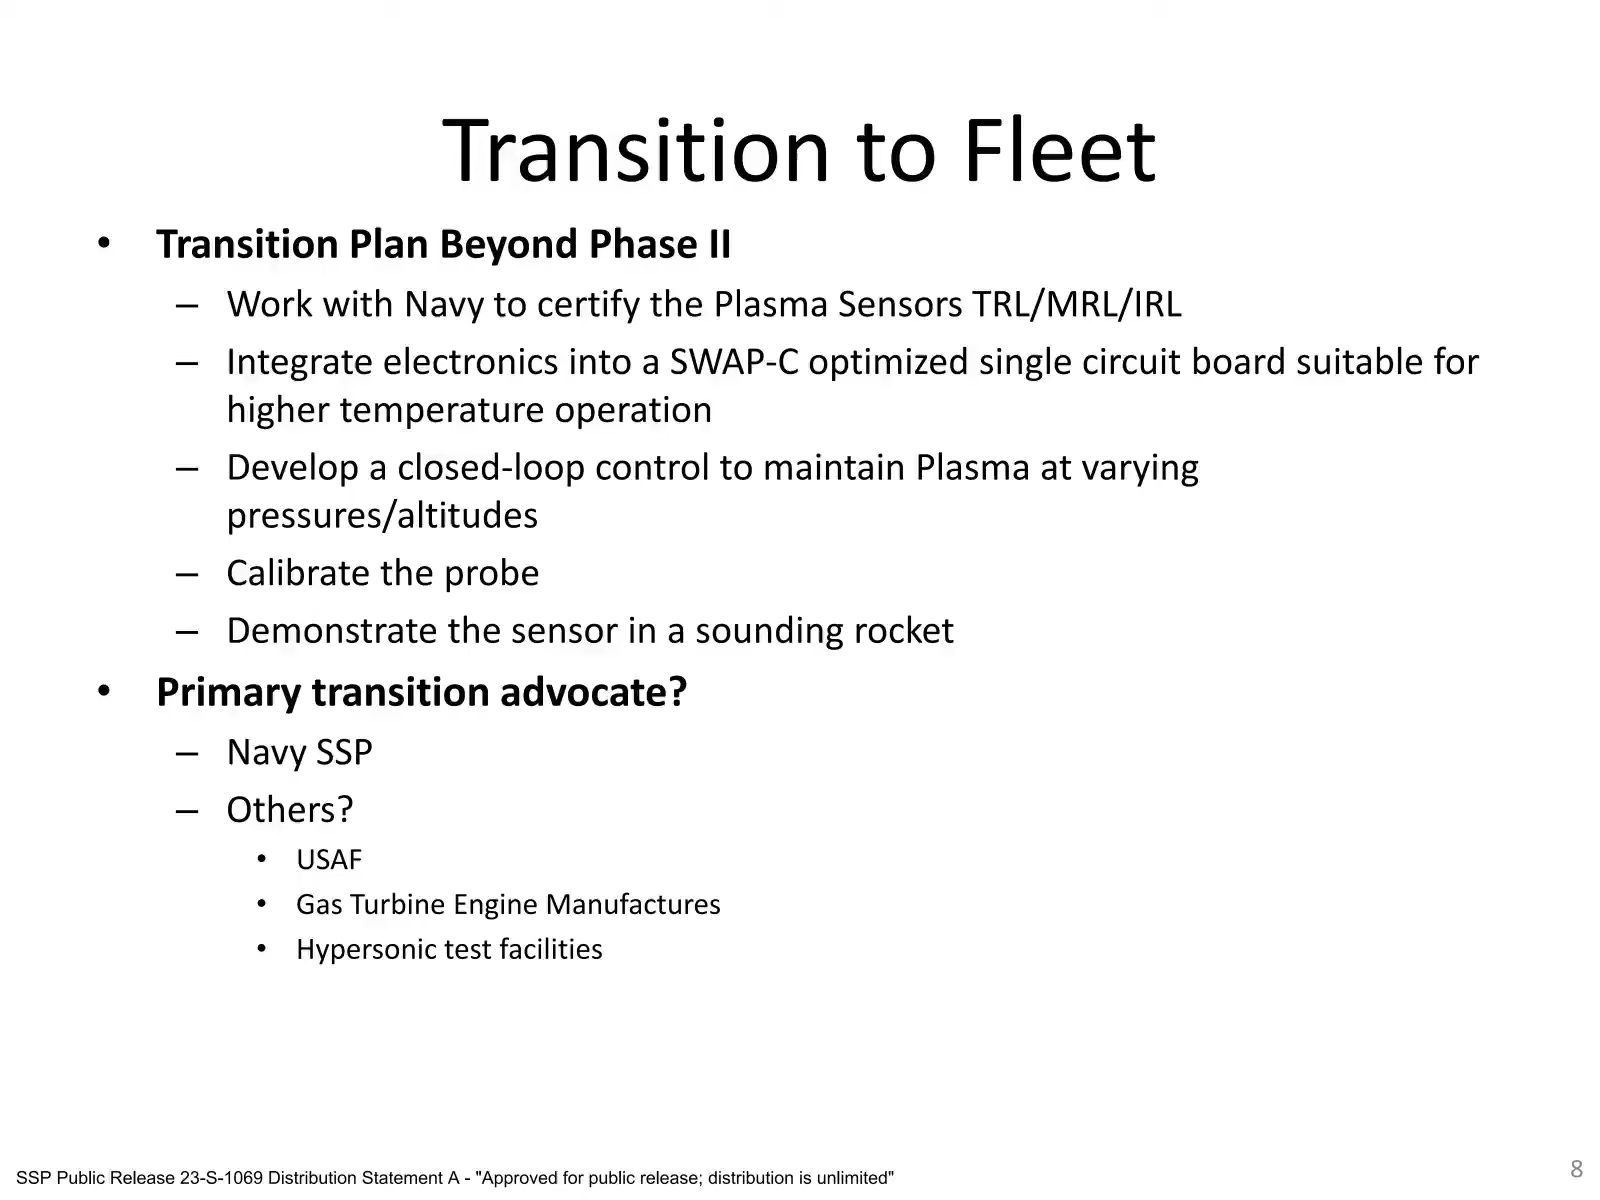 Transition to Fleet
• Transition Plan Beyond Phase II
– Work with Navy to certify the Plasma Sensors TRL/MRL/IRL
– Integrate electronics into a SWAP-C optimized single circuit board suitable for
higher temperature operation
– Develop a closed-loop control to maintain Plasma at varying
pressures/altitudes
– Calibrate the probe
– Demonstrate the sensor in a sounding rocket
• Primary transition advocate?
– Navy SSP
– Others?
• USAF
• Gas Turbine Engine Manufactures
• Hypersonic test facilities
SSP Public Release 23-S-1069 Distribution Statement A - "Approved for public release; distribution is unlimited"
8